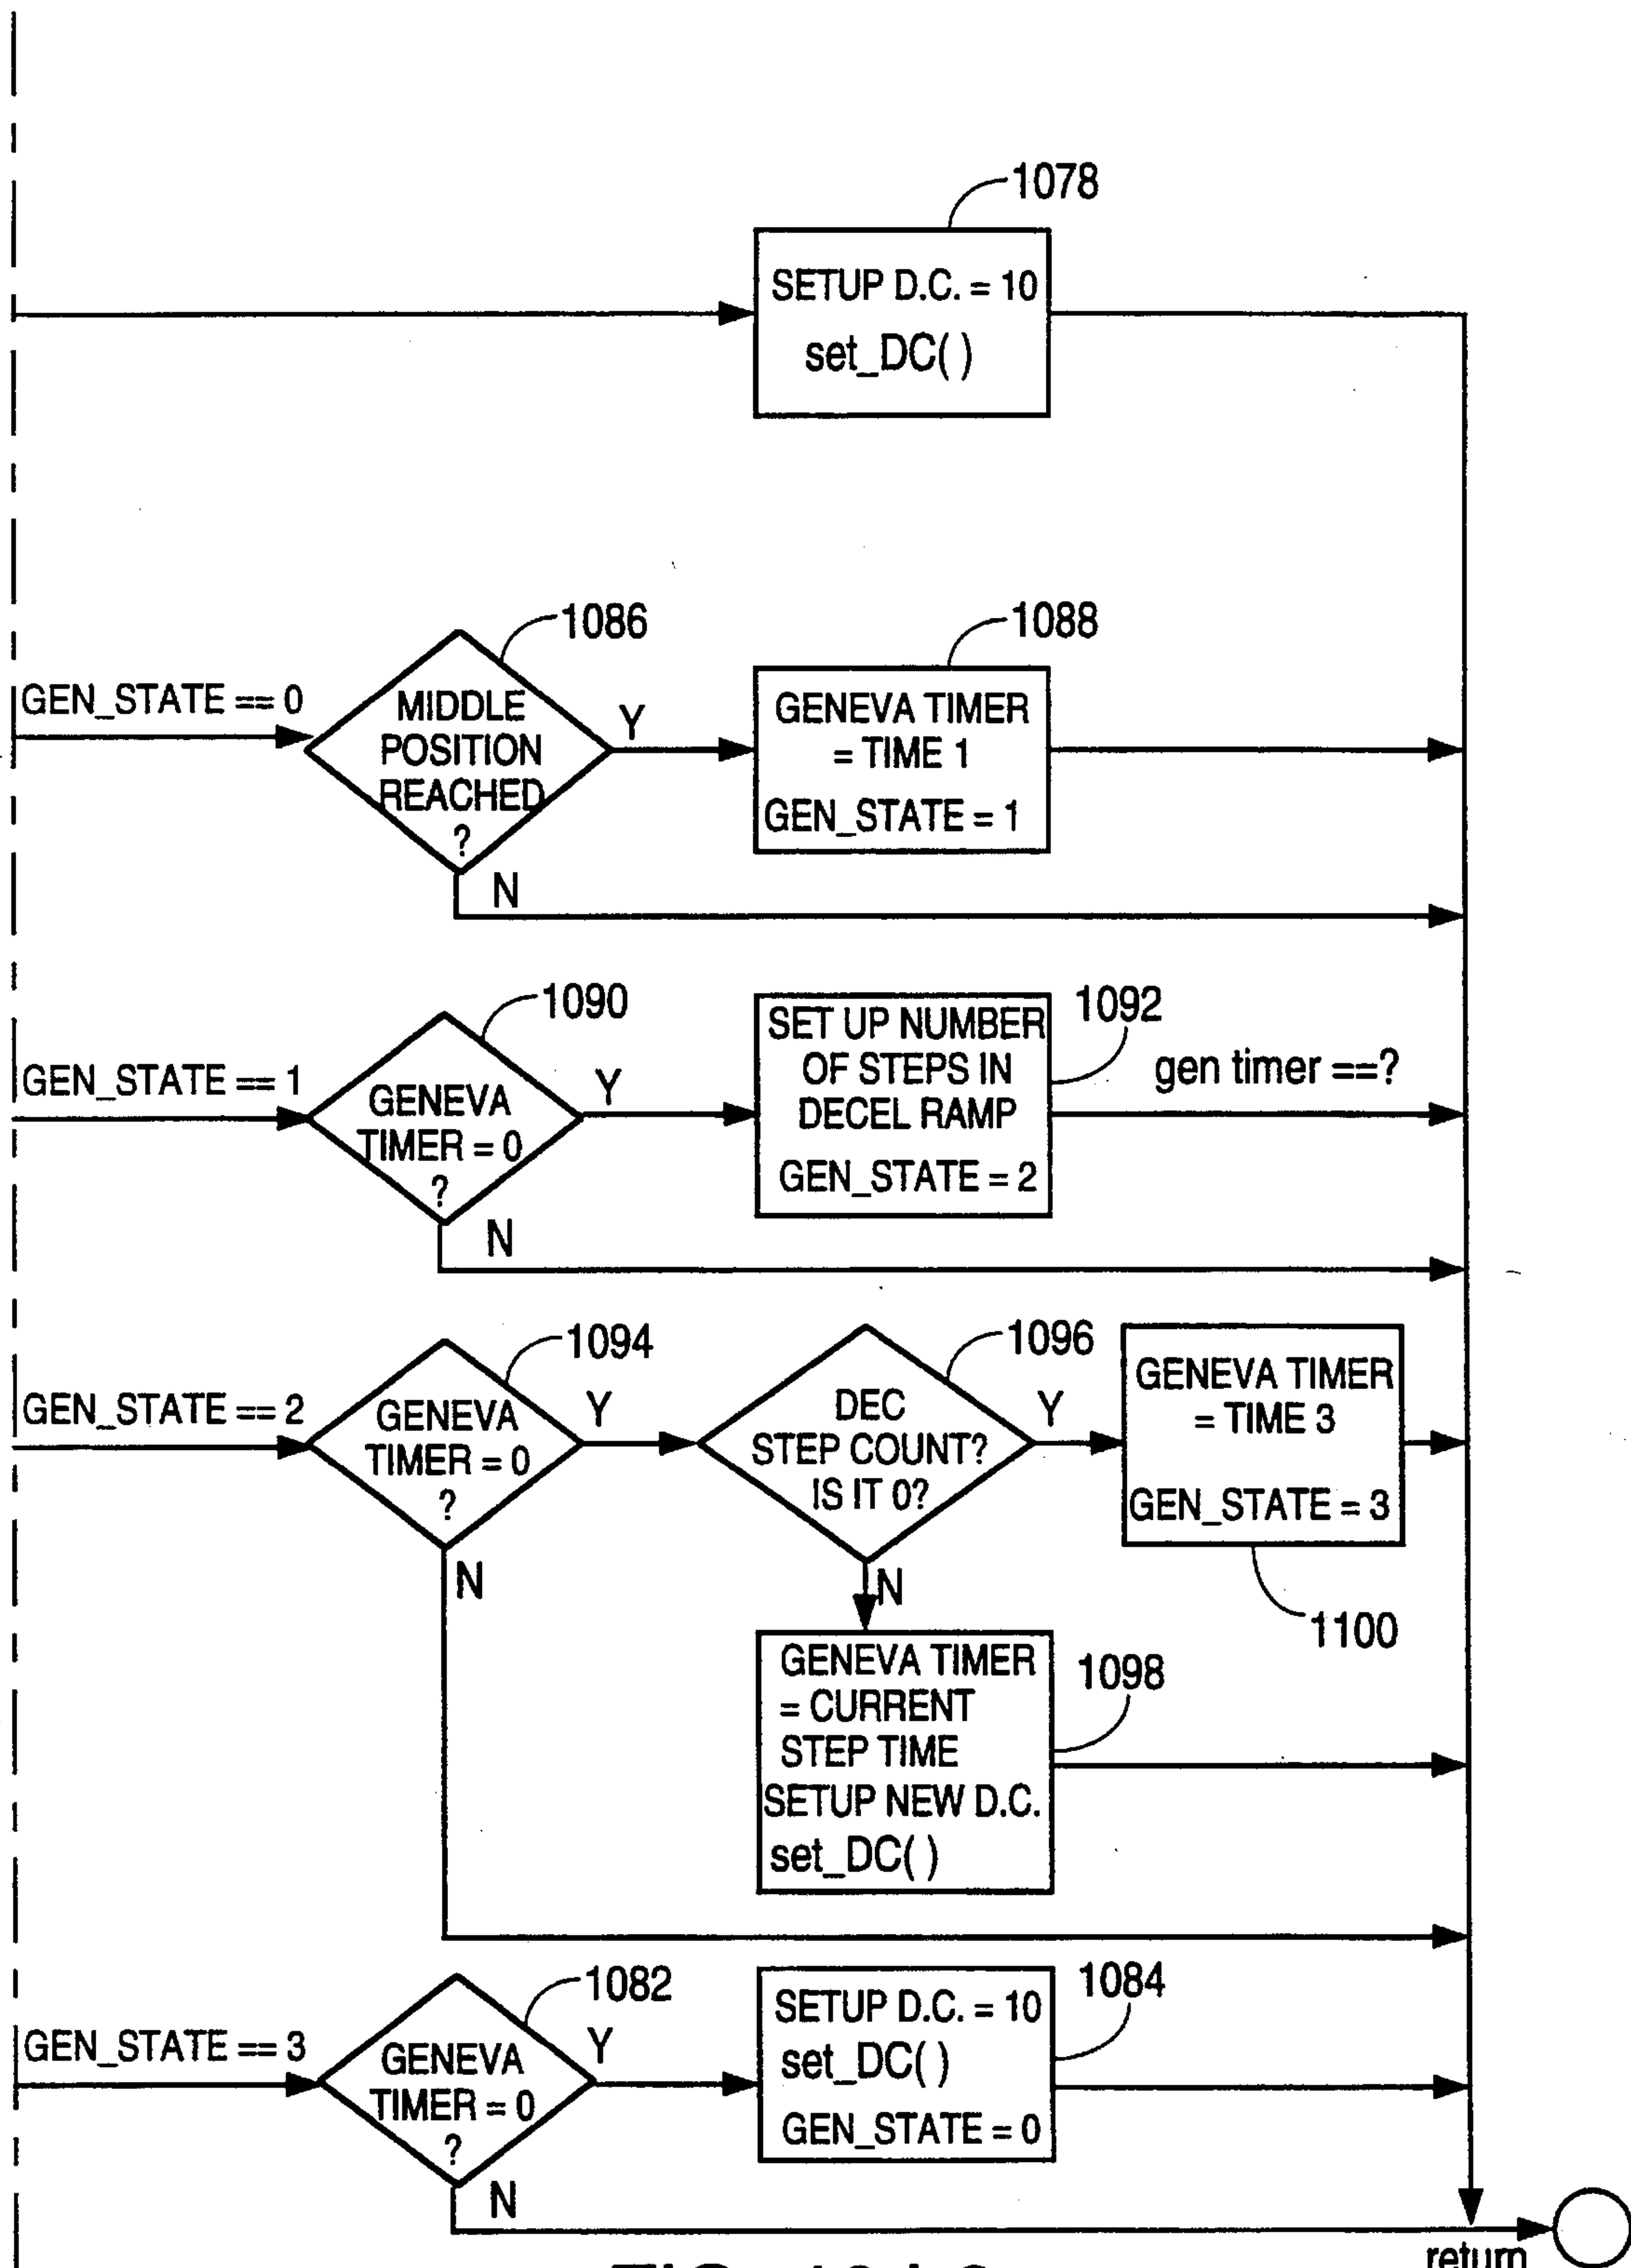 1078
SETUP D.C. = 10
set_DC( )
1086
1088
GEN_STATE == 0
MIDDLE
POSITION
REACHED
?
Y
N
GENEVA TIMER
= TIME 1
GEN_STATE = 1
1090
1092
GEN_STATE == 1
GENEVA
TIMER = 0
?
Y
N
SET UP NUMBER
OF STEPS IN
DECEL RAMP
GEN_STATE = 2
gen timer ==?
1094
1096
GEN_STATE == 2
GENEVA
TIMER = 0
?
Y
N
DEC
STEP COUNT?
IS IT 0?
Y
N
GENEVA TIMER
= TIME 3
GEN_STATE = 3
1100
GENEVA TIMER
= CURRENT
STEP TIME
SETUP NEW D.C.
set_DC( )
1098
1082
1084
GEN_STATE == 3
GENEVA
TIMER = 0
?
Y
N
SETUP D.C. = 10
set_DC( )
GEN_STATE = 0
return